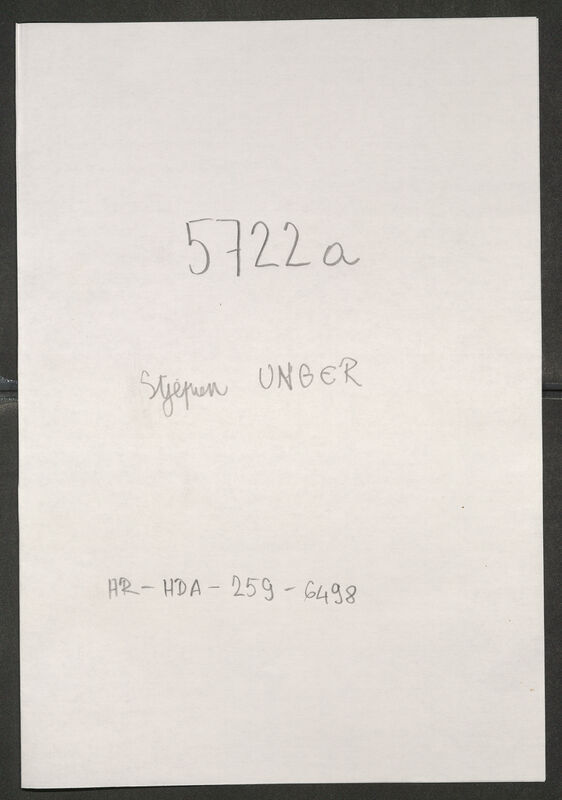 5722a
Stjepan UNGER
HR-HDA-259-6498